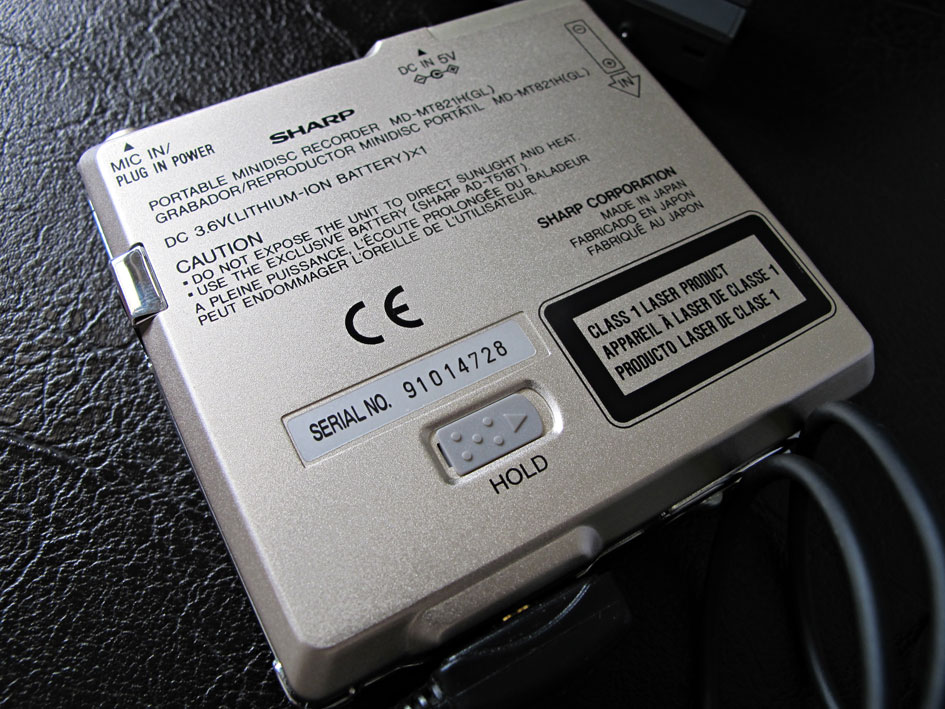 DC IN 5V
IN
MIC IN/
PLUG IN POWER
SHARP
PORTABLE MINIDISC RECORDER MD-MT821H(GL)
GRABADOR/REPRODUCTOR MINIDISC PORTÁTIL MD-MT821H(GL)
DC 3.6V(LITHIUM-ION BATTERY)X1
CAUTION
• DO NOT EXPOSE THE UNIT TO DIRECT SUNLIGHT AND HEAT.
• USE THE EXCLUSIVE BATTERY (SHARP AD-T51BT).
A PLEINE PUISSANCE, L'ÉCOUTE PROLONGÉE DU BALADEUR
PEUT ENDOMMAGER L'OREILLE DE L'UTILISATEUR.
SHARP CORPORATION
MADE IN JAPAN
FABRICADO EN JAPON
FABRIQUÉ AU JAPON
CE
CLASS 1 LASER PRODUCT
APPAREIL À LASER DE CLASSE 1
PRODUCTO LASER DE CLASE 1
SERIAL NO. 91014728
HOLD